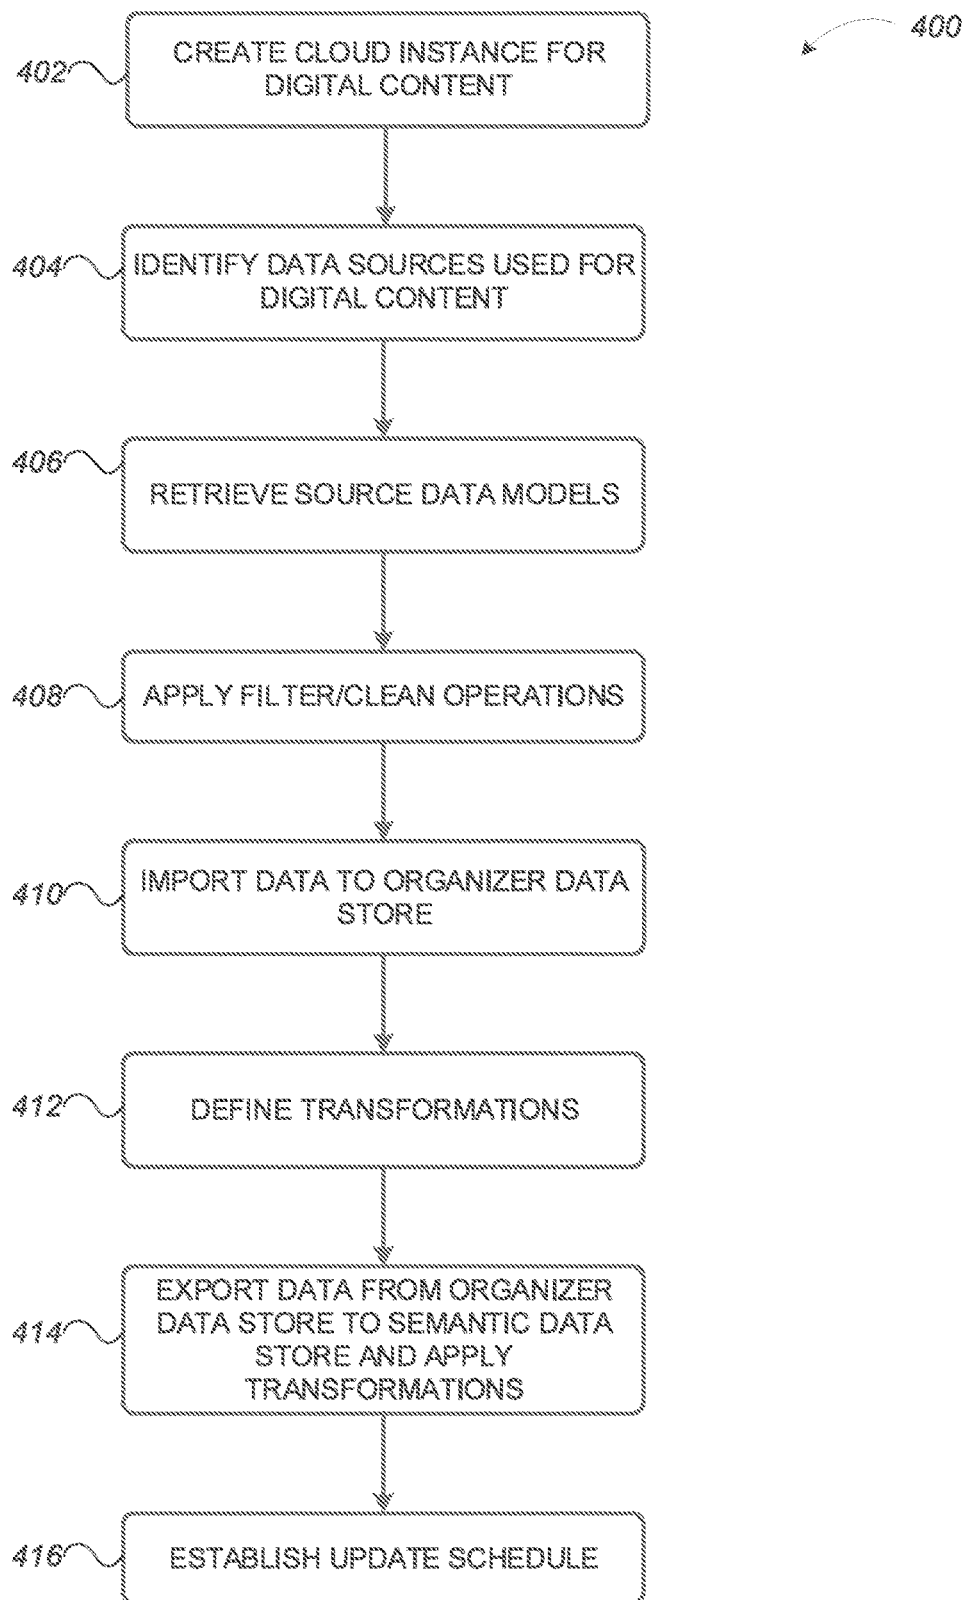 400
402
CREATE CLOUD INSTANCE FOR
DIGITAL CONTENT
404
IDENTIFY DATA SOURCES USED FOR
DIGITAL CONTENT
406
RETRIEVE SOURCE DATA MODELS
408
APPLY FILTER/CLEAN OPERATIONS
410
IMPORT DATA TO ORGANIZER DATA
STORE
412
DEFINE TRANSFORMATIONS
414
EXPORT DATA FROM ORGANIZER
DATA STORE TO SEMANTIC DATA
STORE AND APPLY
TRANSFORMATIONS
416
ESTABLISH UPDATE SCHEDULE